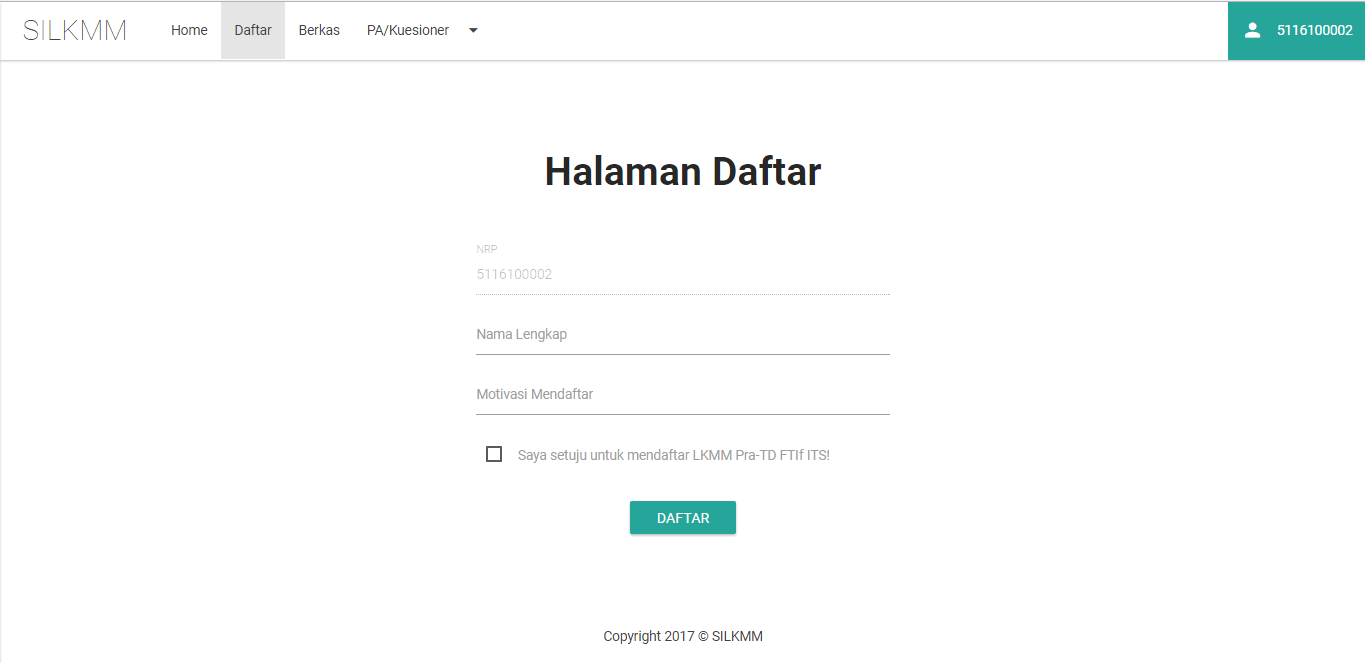 SILKMM Home Daftar Berkas PA/Kuesioner 5116100002
Halaman Daftar
NRP
5116100002
Nama Lengkap
Motivasi Mendaftar
Saya setuju untuk mendaftar LKMM Pra-TD FTIf ITS!
DAFTAR
Copyright 2017 © SILKMM